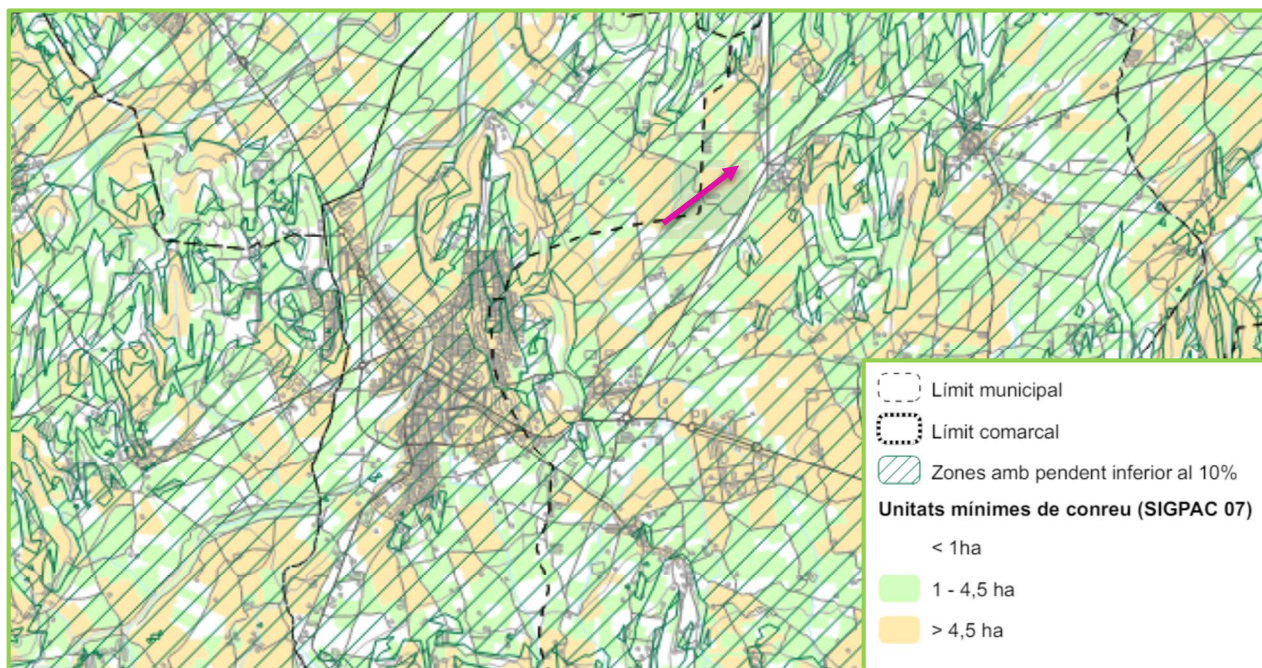 Límit municipal
Límit comarcal
Zones amb pendent inferior al 10%
Unitats mínimes de conreu (SIGPAC 07)
< 1ha
1 - 4,5 ha
> 4,5 ha